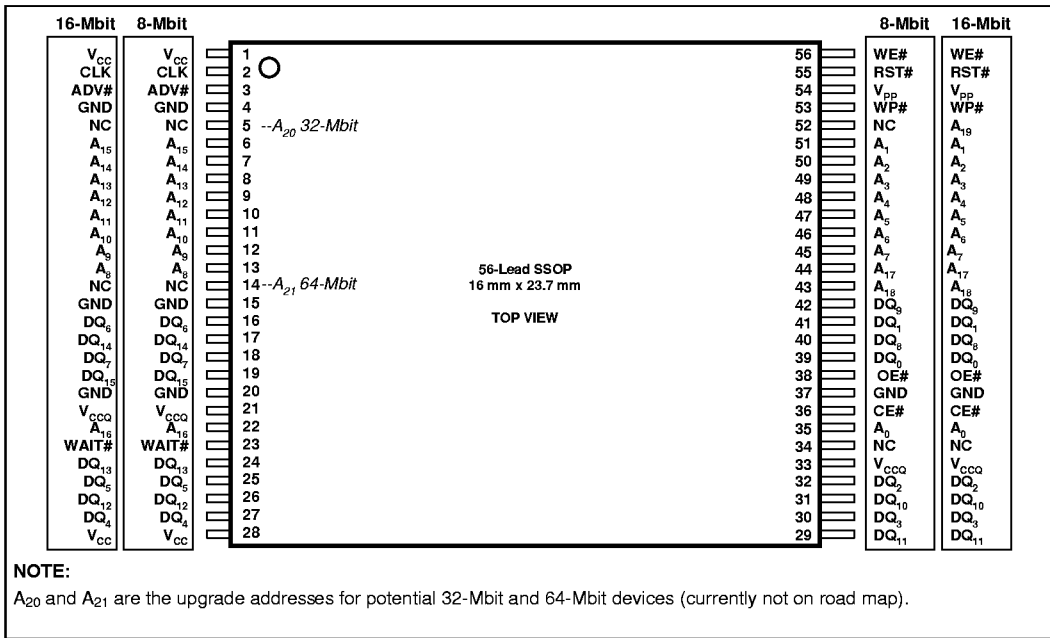 16-Mbit 8-Mbit 8-Mbit 16-Mbit
VCC VCC 1 56 WE# WE#
CLK CLK 2 55 RST# RST#
ADV# ADV# 3 54 VPP VPP
GND GND 4 53 WP# WP#
NC NC 5 --A20 32-Mbit 52 NC A19
A15 A15 6 51 A1 A1
A14 A14 7 50 A2 A2
A13 A13 8 49 A3 A3
A12 A12 9 48 A4 A4
A11 A11 10 47 A5 A5
A10 A10 11 46 A6 A6
A9 A9 12 45 A7 A7
A8 A8 13 56-Lead SSOP 44 A17 A17
NC NC 14 --A21 64-Mbit 16 mm x 23.7 mm 43 A18 A18
GND GND 15 42 DQ9 DQ9
DQ6 DQ6 16 TOP VIEW 41 DQ1 DQ1
DQ14 DQ14 17 40 DQ8 DQ8
DQ7 DQ7 18 39 DQ0 DQ0
DQ15 DQ15 19 38 OE# OE#
GND GND 20 37 GND GND
VCCQ VCCQ 21 36 CE# CE#
A16 A16 22 35 A0 A0
WAIT# WAIT# 23 34 NC NC
DQ13 DQ13 24 33 VCCQ VCCQ
DQ5 DQ5 25 32 DQ2 DQ2
DQ12 DQ12 26 31 DQ10 DQ10
DQ4 DQ4 27 30 DQ3 DQ3
VCC VCC 28 29 DQ11 DQ11
NOTE:
A20 and A21 are the upgrade addresses for potential 32-Mbit and 64-Mbit devices (currently not on road map).